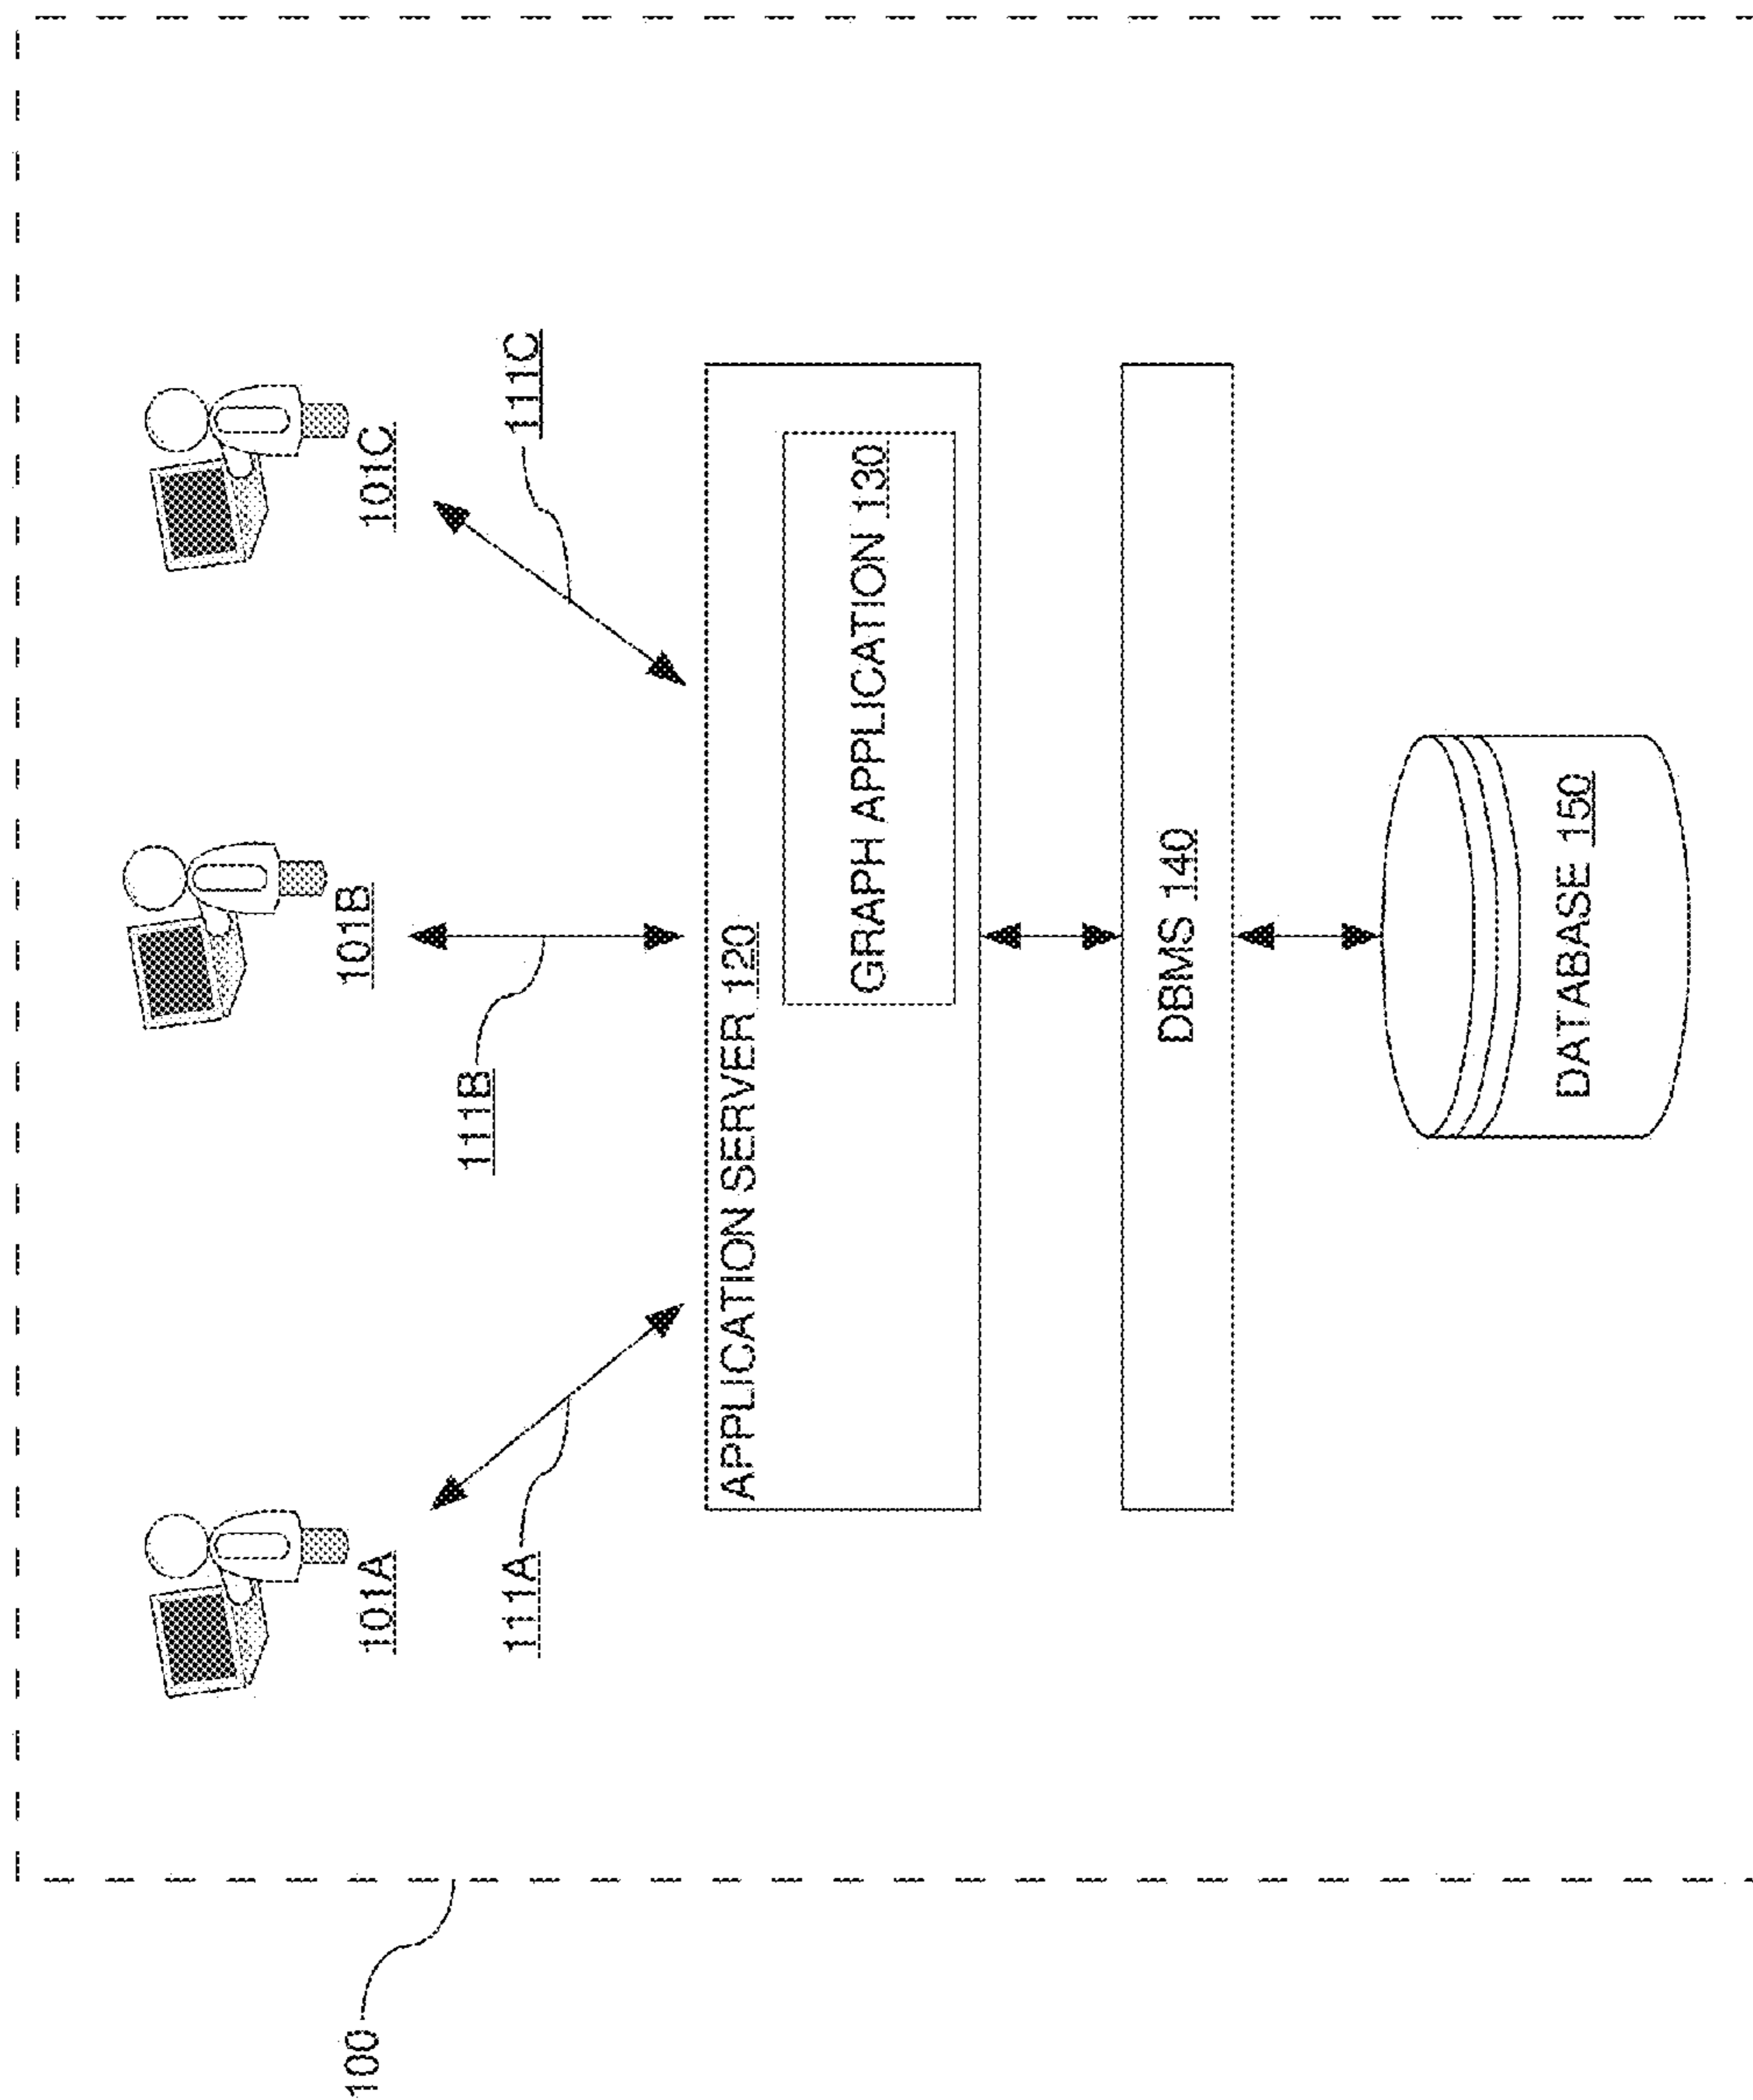 100
101A
101B
101C
111A
111B
111C
APPLICATION SERVER 120
GRAPH APPLICATION 130
DBMS 140
DATABASE 150